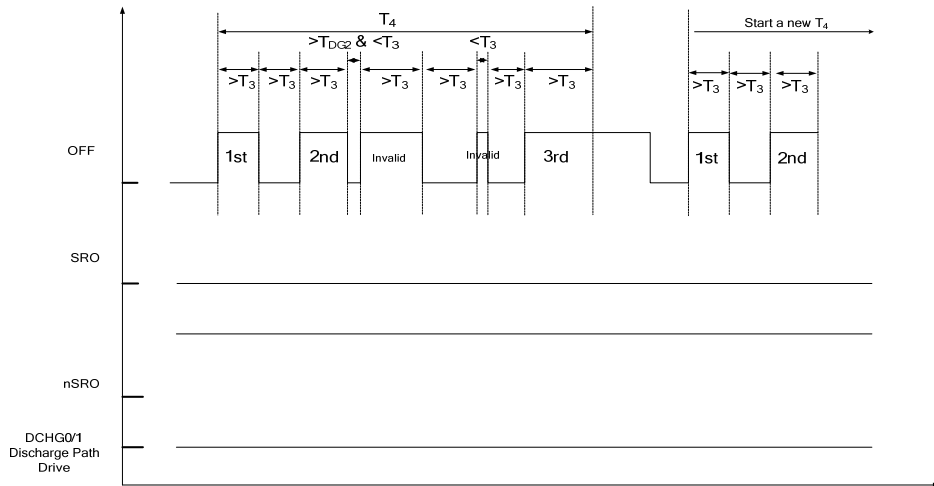 T4
Start a new T4
>TDG2 & <T3
<T3
>T3
>T3
>T3
>T3
>T3
>T3
>T3
>T3
>T3
>T3
OFF
1st
2nd
Invalid
Invalid
3rd
1st
2nd
SRO
nSRO
DCHG0/1
Discharge Path
Drive